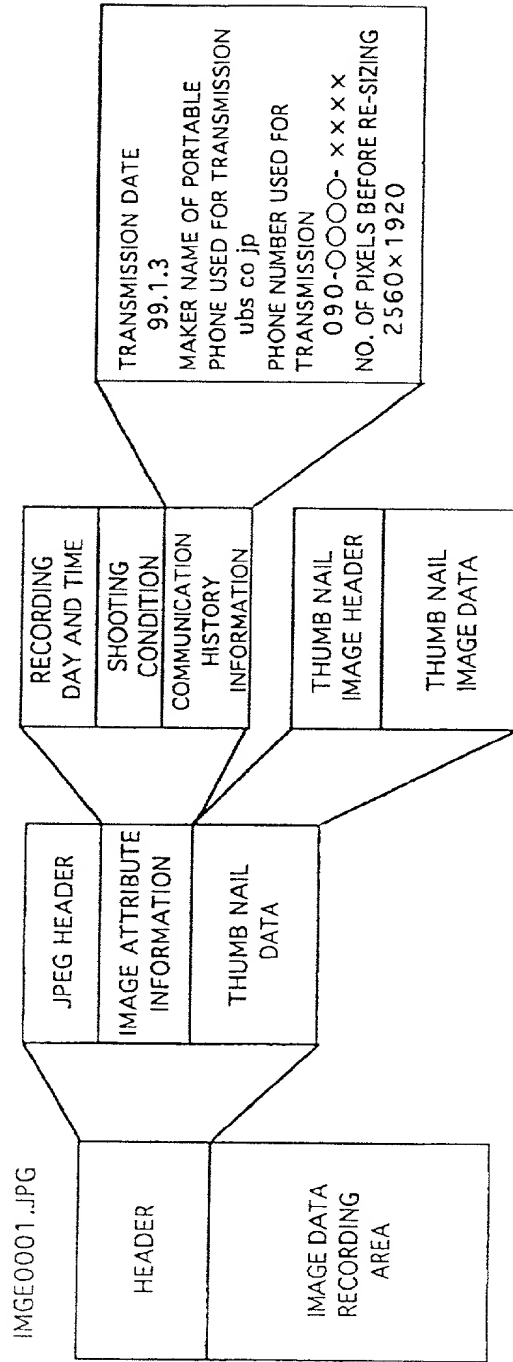 IMGE0001.JPG
HEADER
IMAGE DATA
RECORDING
AREA
JPEG HEADER
IMAGE ATTRIBUTE
INFORMATION
THUMB NAIL
DATA
RECORDING
DAY AND TIME
SHOOTING
CONDITION
COMMUNICATION
HISTORY
INFORMATION
THUMB NAIL
IMAGE HEADER
THUMB NAIL
IMAGE DATA
TRANSMISSION DATE
99.1.3
MAKER NAME OF PORTABLE
PHONE USED FOR TRANSMISSION
ubs co jp
PHONE NUMBER USED FOR
TRANSMISSION
090-○○○○-××××
NO. OF PIXELS BEFORE RE-SIZING
2560×1920